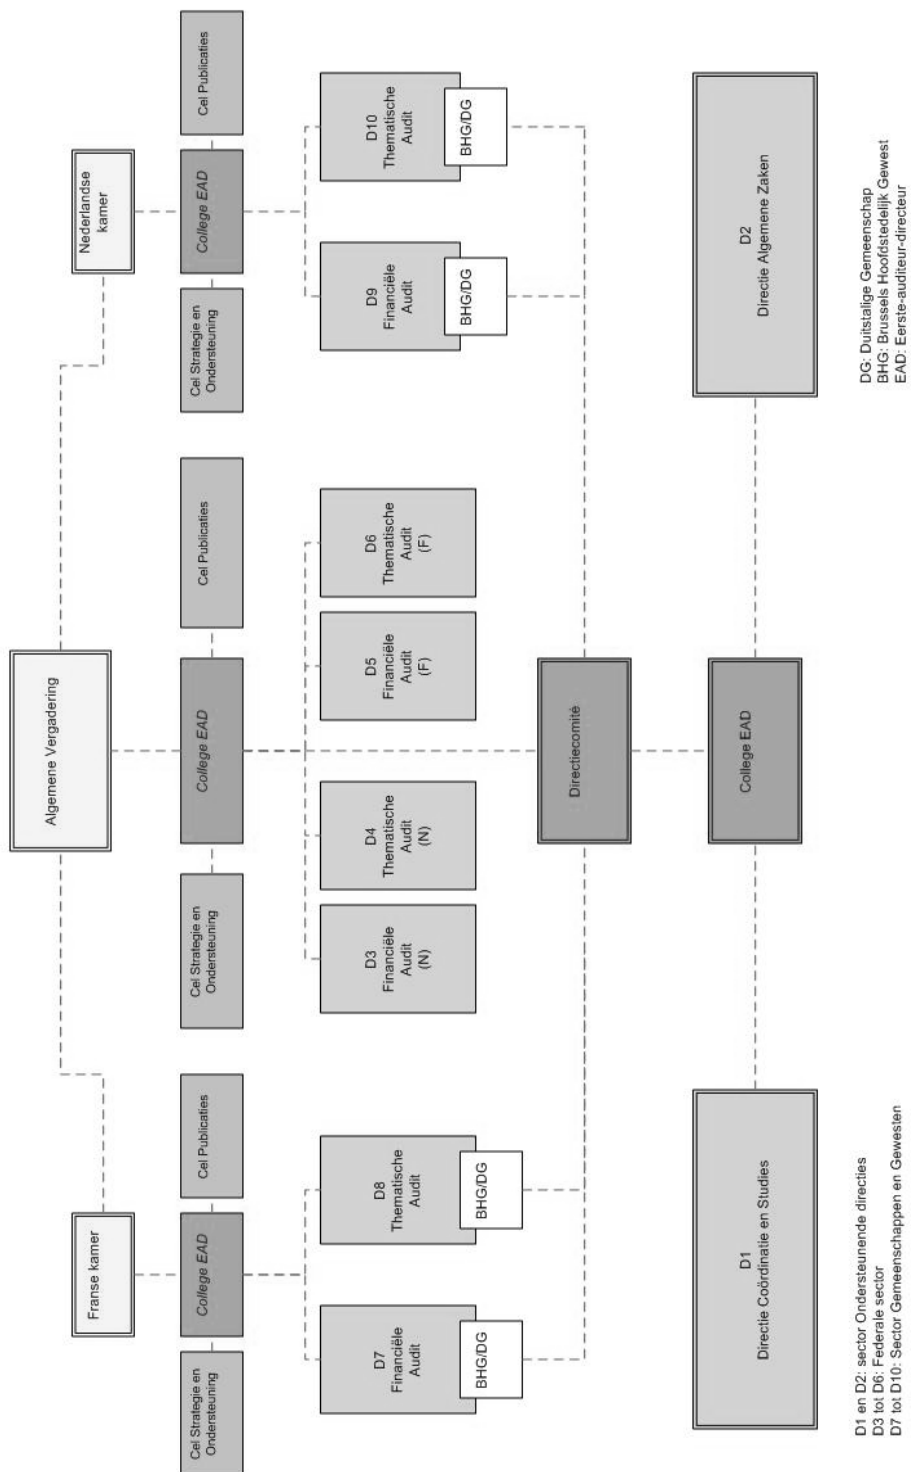 Algemene Vergadering
Franse kamer
Nederlandse
kamer
Cel Strategie en
Ondersteuning
College EAD
Cel Publicaties
Cel Strategie en
Ondersteuning
College EAD
Cel Publicaties
Cel Strategie en
Ondersteuning
College EAD
Cel Publicaties
D7
Financiële
Audit
BHG/DG
D8
Thematische
Audit
BHG/DG
D3
Financiële
Audit
(N)
D4
Thematische
Audit
(N)
D5
Financiële
Audit
(F)
D6
Thematische
Audit
(F)
D9
Financiële
Audit
BHG/DG
D10
Thematische
Audit
BHG/DG
Directiecomité
D1
Directie Coördinatie en Studies
College EAD
D2
Directie Algemene Zaken
D1 en D2: sector Ondersteunende directies
D3 tot D6: Federale sector
D7 tot D10: Sector Gemeenschappen en Gewesten
DG: Duitstalige Gemeenschap
BHG: Brussels Hoofdstedelijk Gewest
EAD: Eerste-auditeur-directeur